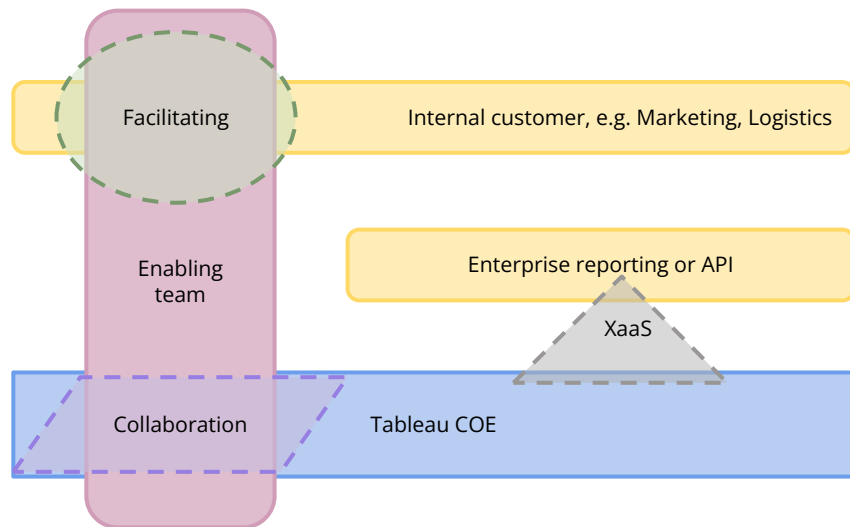 Facilitating
Internal customer, e.g. Marketing, Logistics
Enabling
team
Enterprise reporting or API
XaaS
Collaboration
Tableau COE